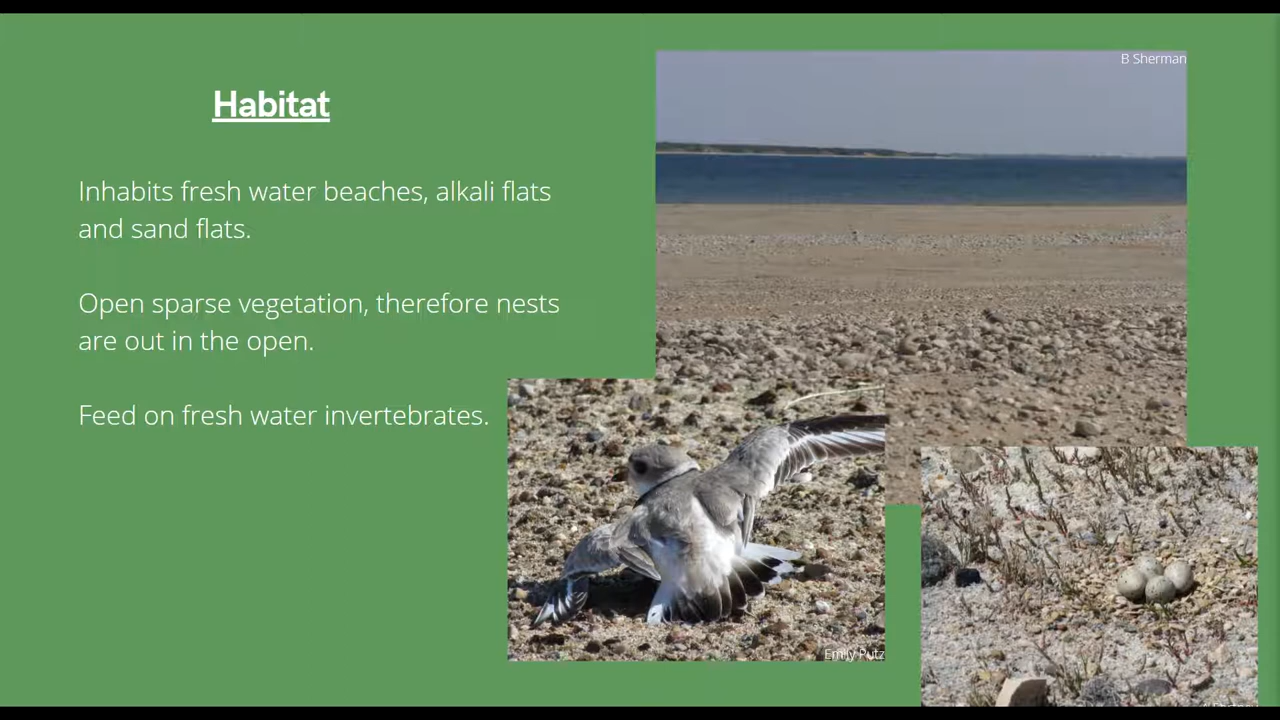 Habitat
B Sherman
Inhabits fresh water beaches, alkali flats
and sand flats.
Open sparse vegetation, therefore nests
are out in the open.
Feed on fresh water invertebrates.
Emily Putz